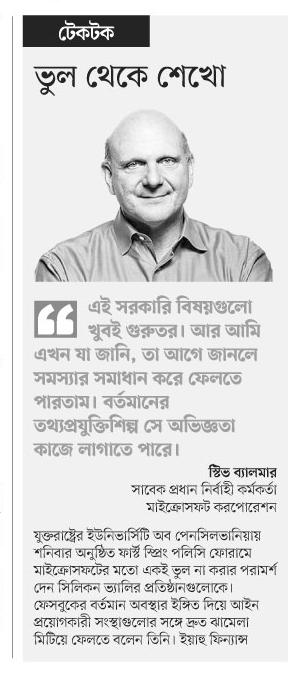 টেকটক
ভুল থেকে শেখো
এই সরকারি বিষয়গুলো
খুবই গুরুতর। আর আমি
এখন যা জানি, তা আগে জানলে
সমস্যার সমাধান করে ফেলতে
পারতাম। বর্তমানের
তথ্যপ্রযুক্তিশিল্প সে অভিজ্ঞতা
কাজে লাগাতে পারে।
স্টিভ ব্যালমার
সাবেক প্রধান নির্বাহী কর্মকর্তা
মাইক্রোসফট করপোরেশন
যুক্তরাষ্ট্রের ইউনিভার্সিটি অব পেনসিলভানিয়ায়
শনিবার অনুষ্ঠিত ফার্স্ট স্প্রিং পলিসি ফোরামে
মাইক্রোসফটের মতো একই ভুল না করার পরামর্শ
দেন সিলিকন ভ্যালির প্রতিষ্ঠানগুলোকে।
ফেসবুকের বর্তমান অবস্থার ইঙ্গিত দিয়ে আইন
প্রয়োগকারী সংস্থাগুলোর সঙ্গে দ্রুত ঝামেলা
মিটিয়ে ফেলতে বলেন তিনি। ইয়াহু ফিন্যান্স